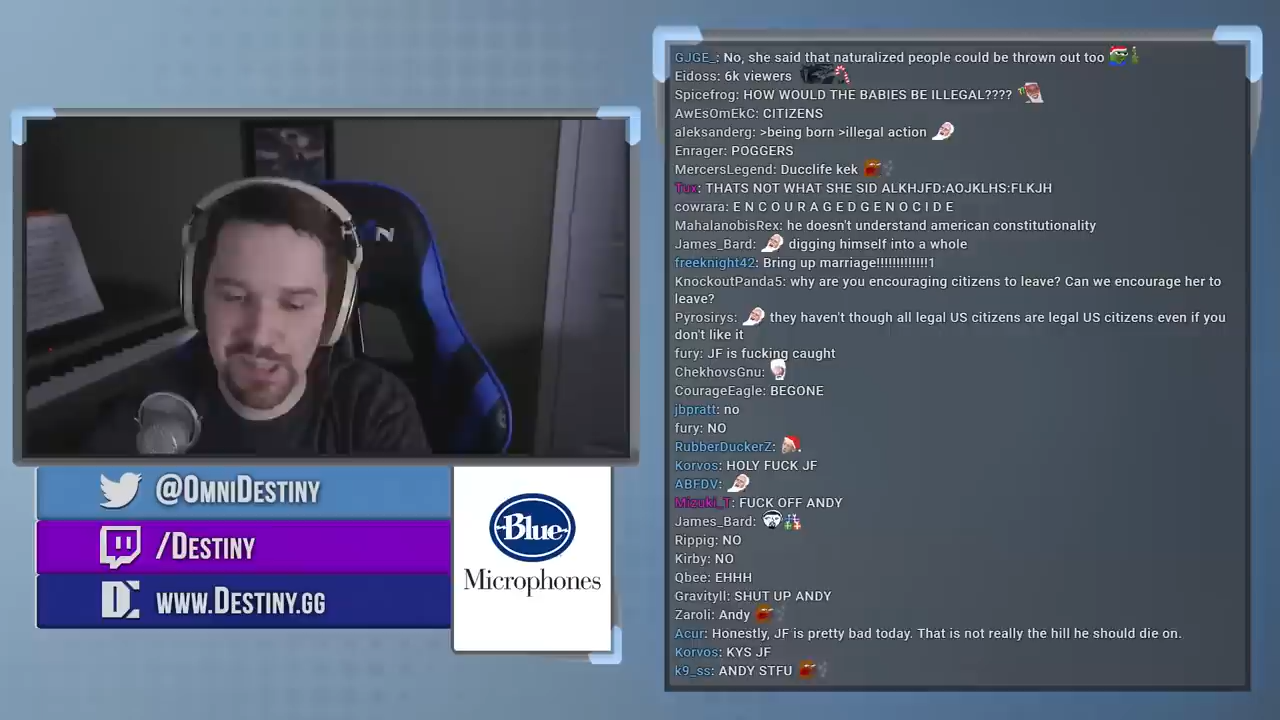 GJGE_: No, she said that naturalized people could be thrown out too
Eidoss: 6k viewers
Spicefrog: HOW WOULD THE BABIES BE ILLEGAL????
AwEsOmEkC: CITIZENS
aleksanderg: >being born >illegal action
Enrager: POGGERS
MercersLegend: Ducclife kek
Tux: THATS NOT WHAT SHE SID ALKHJFD:AOJKLHS:FLKJH
cowrara: E N C O U R A G E D G E N O C I D E
MahalanobisRex: he doesn't understand american constitutionality
James_Bard: digging himself into a whole
freeknight42: Bring up marriage!!!!!!!!!!!!!1
KnockoutPanda5: why are you encouraging citizens to leave? Can we encourage her to
leave?
Pyrosirys: they haven't though all legal US citizens are legal US citizens even if you
don't like it
fury: JF is fucking caught
ChekhovsGnu:
CourageEagle: BEGONE
jbpratt: no
fury: NO
RubberDuckerZ:
Korvos: HOLY FUCK JF
ABFDV:
Mizuki_T: FUCK OFF ANDY
James_Bard:
Rippig: NO
Kirby: NO
Qbee: EHHH
GravityII: SHUT UP ANDY
Zaroli: Andy
Acur: Honestly, JF is pretty bad today. That is not really the hill he should die on.
Korvos: KYS JF
k9_ss: ANDY STFU
@OmniDestiny
/Destiny
www.Destiny.gg
Blue
Microphones